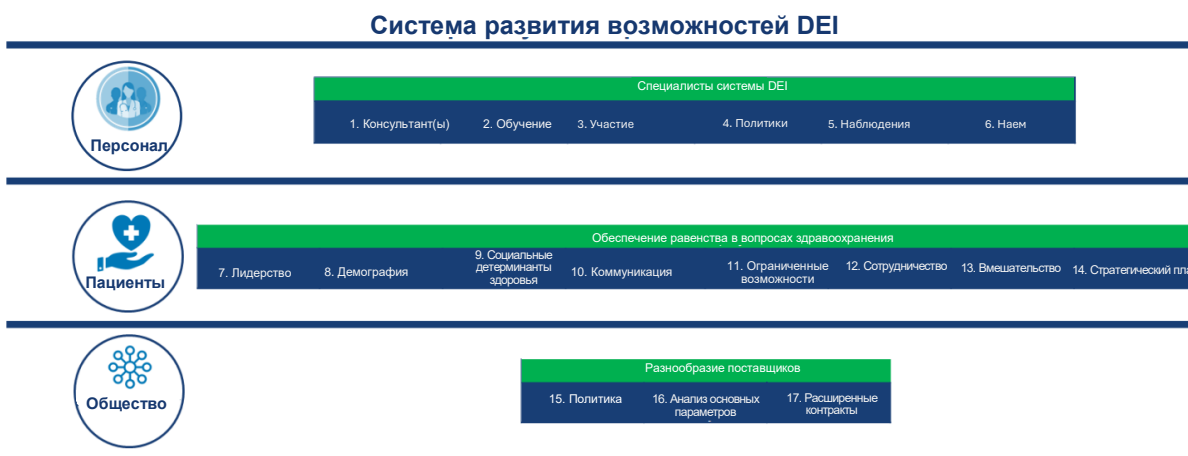 Система развития возможностей DEI
Специалисты системы DEI
1. Консультант(ы) 2. Обучение 3. Участие 4. Политики 5. Наблюдения 6. Наем
Персонал
Обеспечение равенства в вопросах здравоохранения
7. Лидерство 8. Демография 9. Социальные детерминанты здоровья 10. Коммуникация 11. Ограниченные возможности 12. Сотрудничество 13. Вмешательство 14. Стратегический
Пациенты
Разнообразие поставщиков
15. Политика 16. Анализ основных параметров 17. Расширенные контракты
Общество